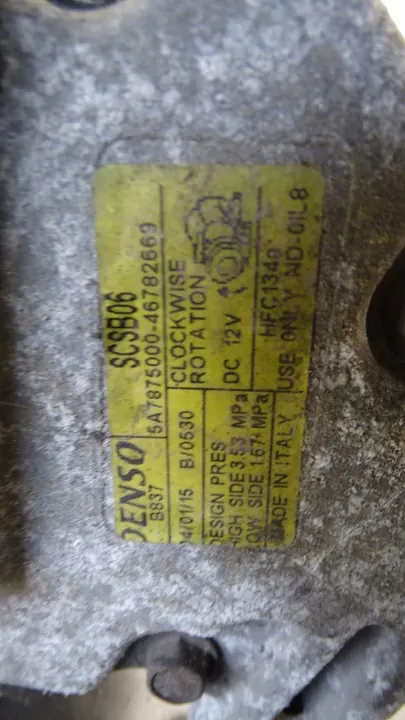 DENSO SCSB06
B837 5A7875000-46782669
04/01/15 B/0530
CLOCKWISE
ROTATION
DC 12V
DESIGN PRES
HIGH SIDE 3.53 MPa
LOW SIDE 1.67 MPa
HFC134a
MADE IN ITALY USE ONLY ND-OIL8